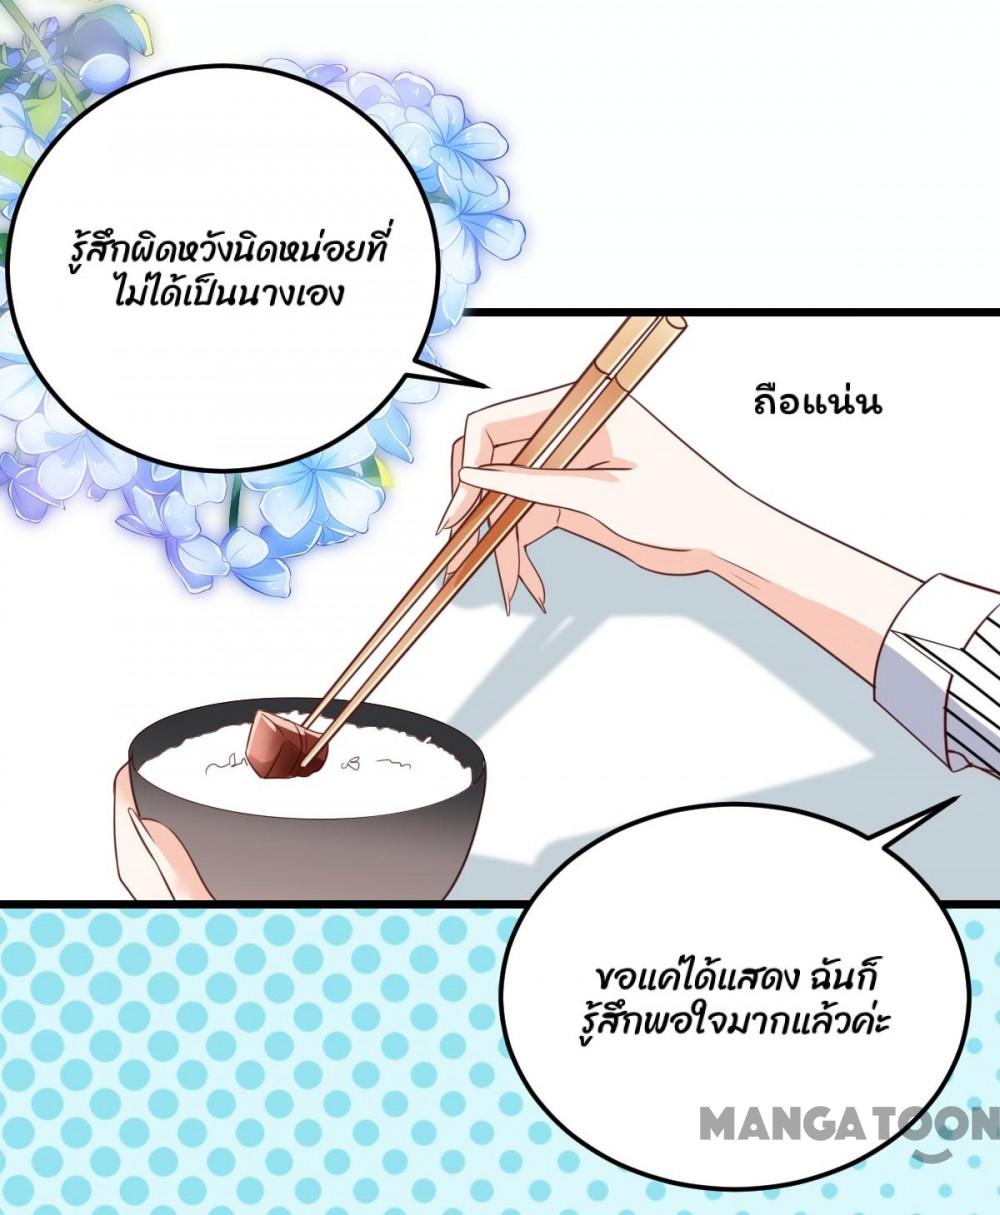 รู้สึกผิดหวังนิดหน่อยที่
ไม่ได้เป็นนางเอง
ถือแน่น
ขอแค่ได้แสดง ฉันก็
รู้สึกพอใจมากแล้วค่ะ
MANGATOON